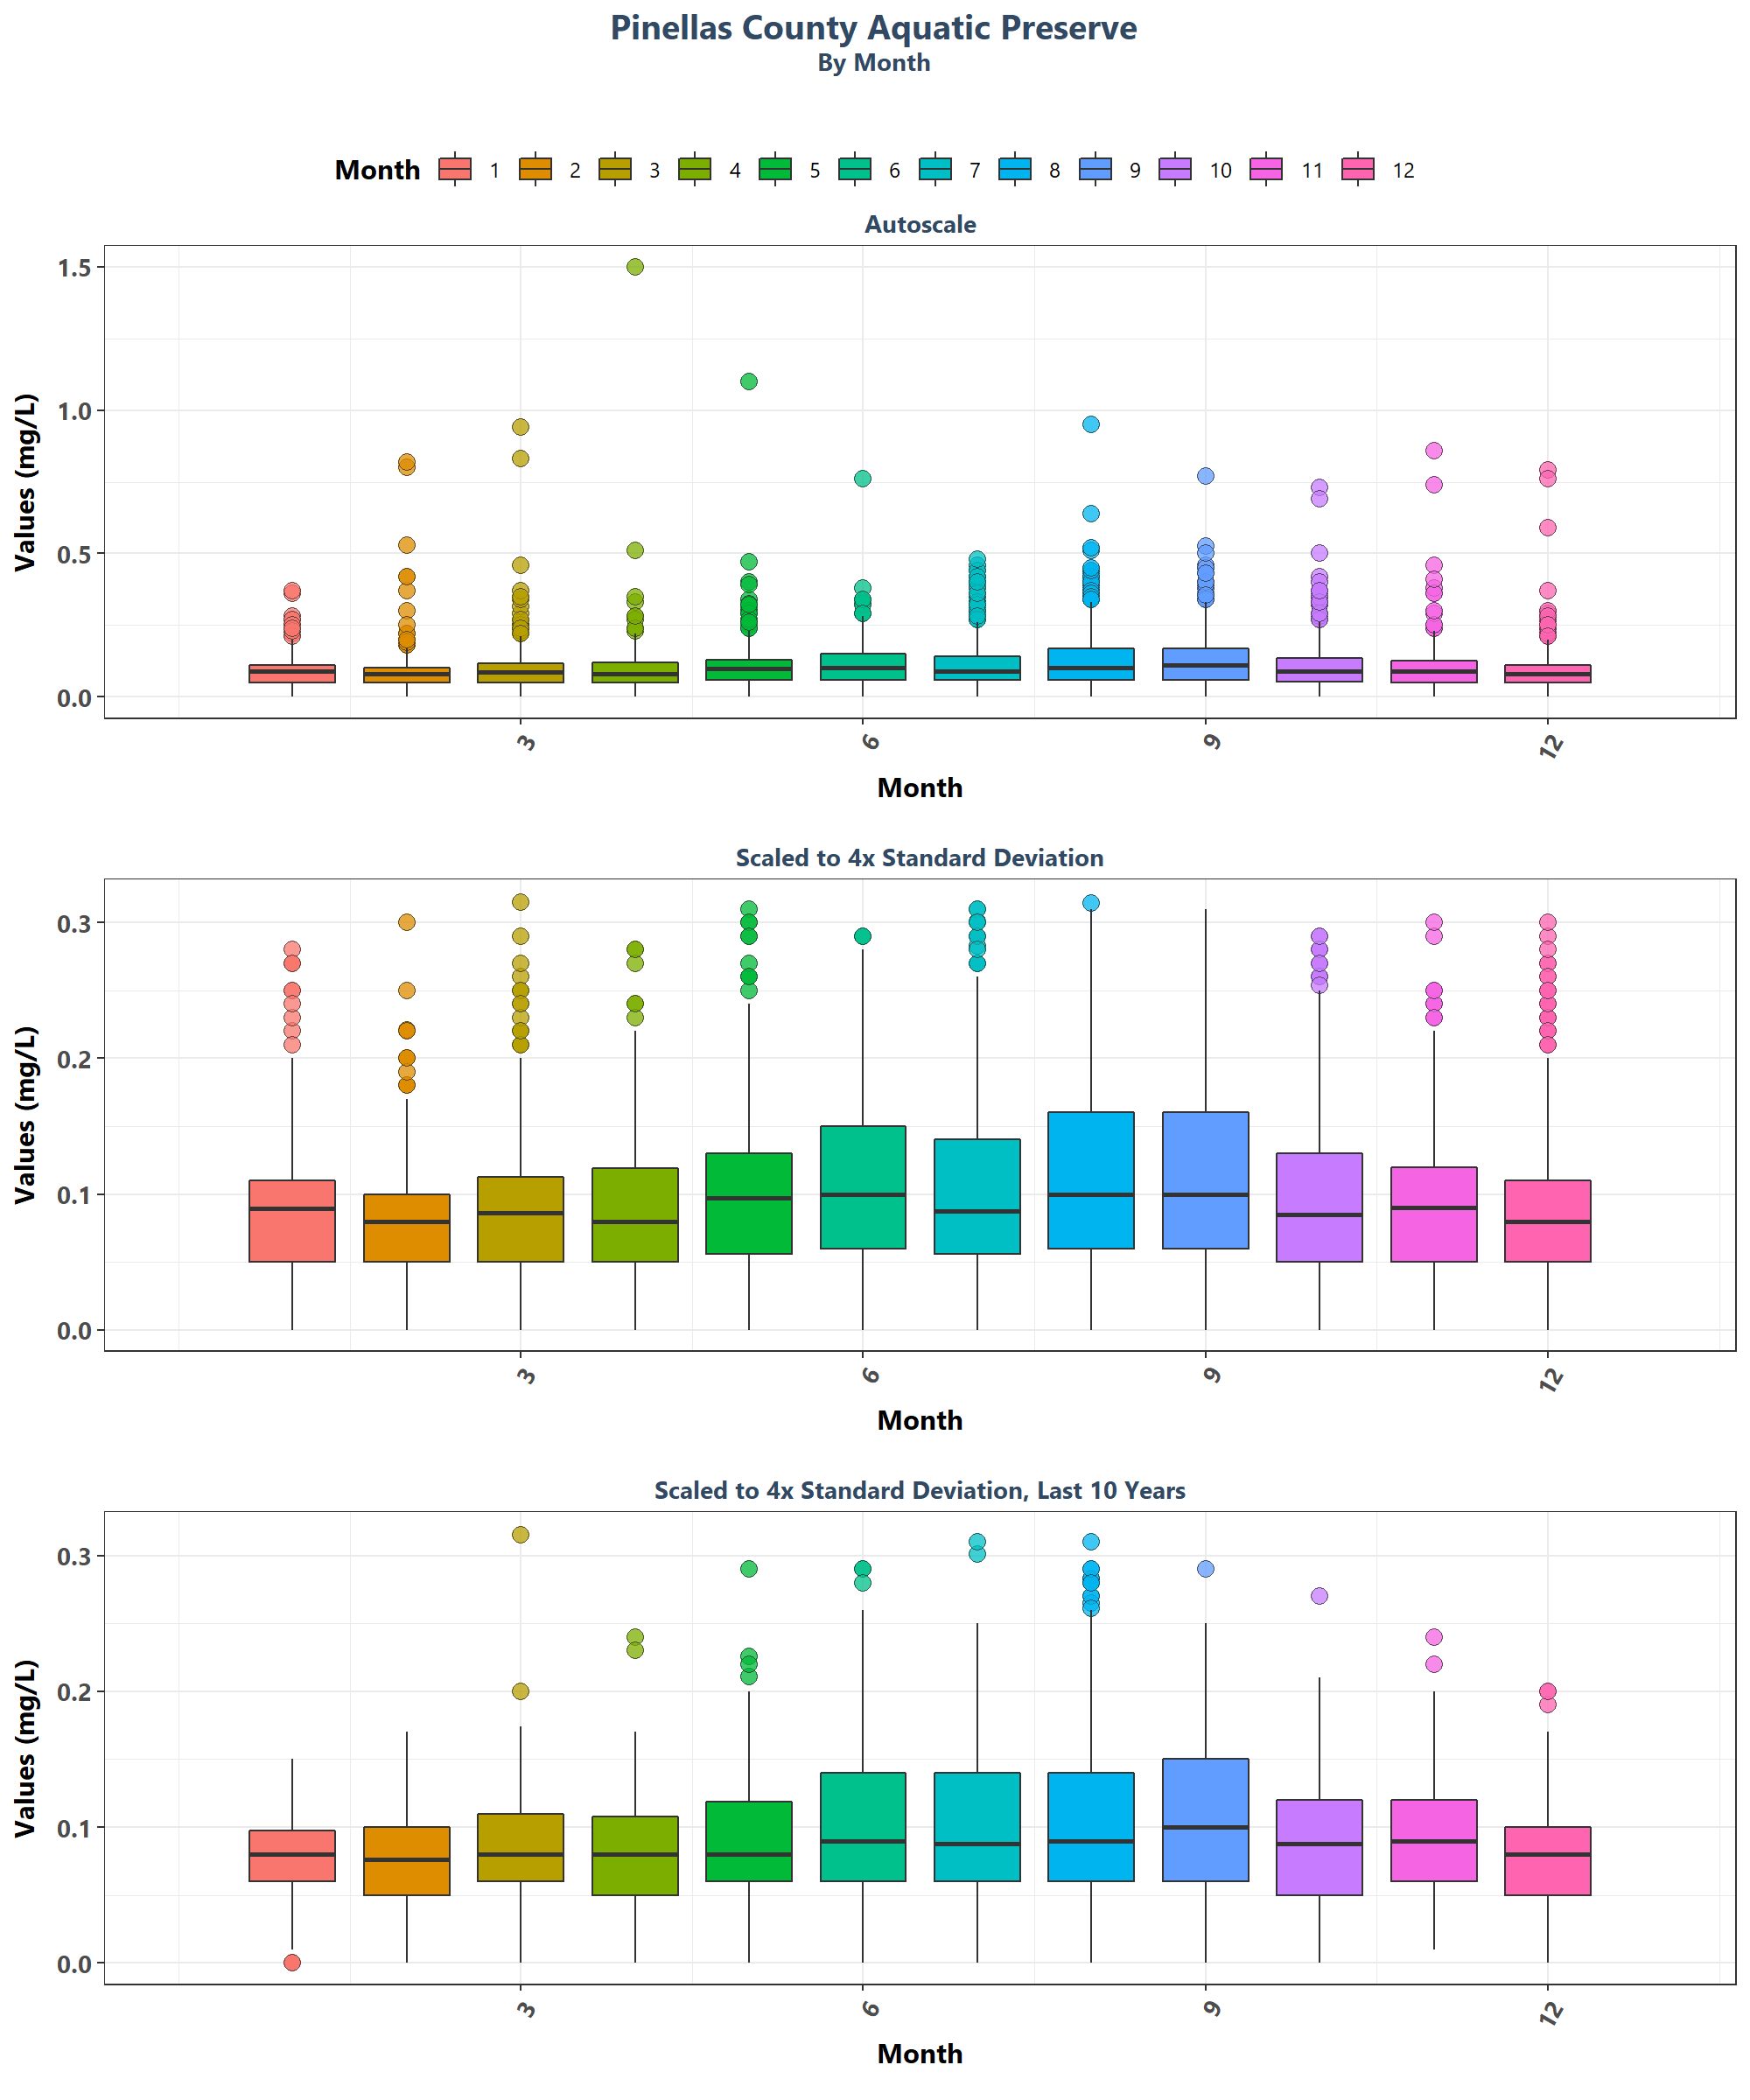 Pinellas County Aquatic Preserve
By Month
Month 1 2 3 4 5 6 7 8 9 10 11 12
Autoscale
1.5
1.0
0.5
0.0
Values (mg/L)
3 6 9 12
Month
Scaled to 4x Standard Deviation
0.3
0.2
0.1
0.0
Values (mg/L)
3 6 9 12
Month
Scaled to 4x Standard Deviation, Last 10 Years
0.3
0.2
0.1
0.0
Values (mg/L)
3 6 9 12
Month